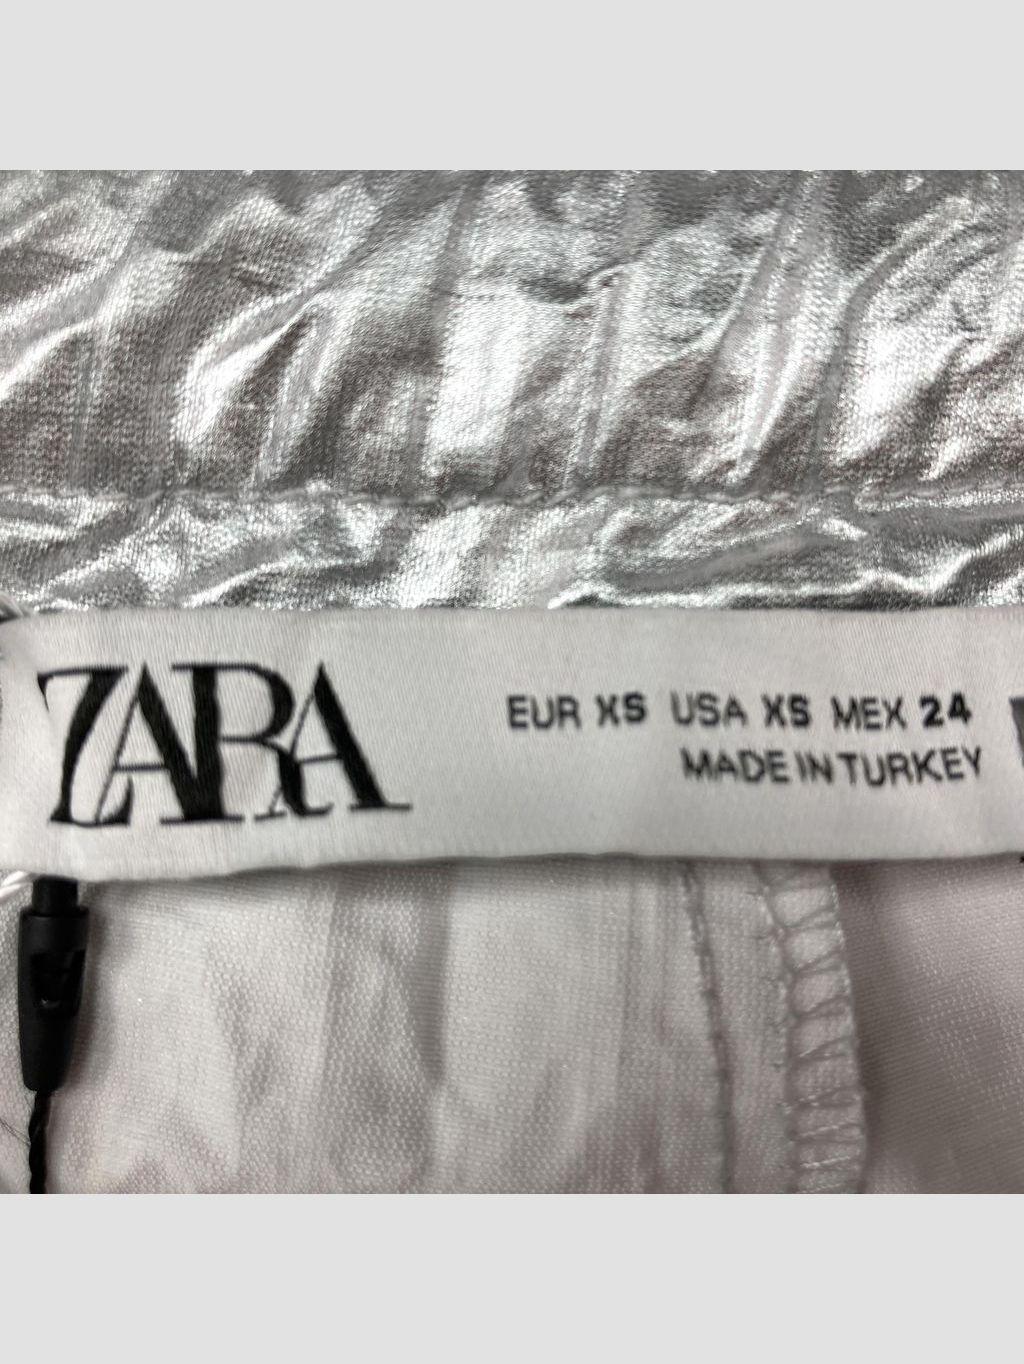 ZARA
EUR XS USA XS MEX 24
MADE IN TURKEY